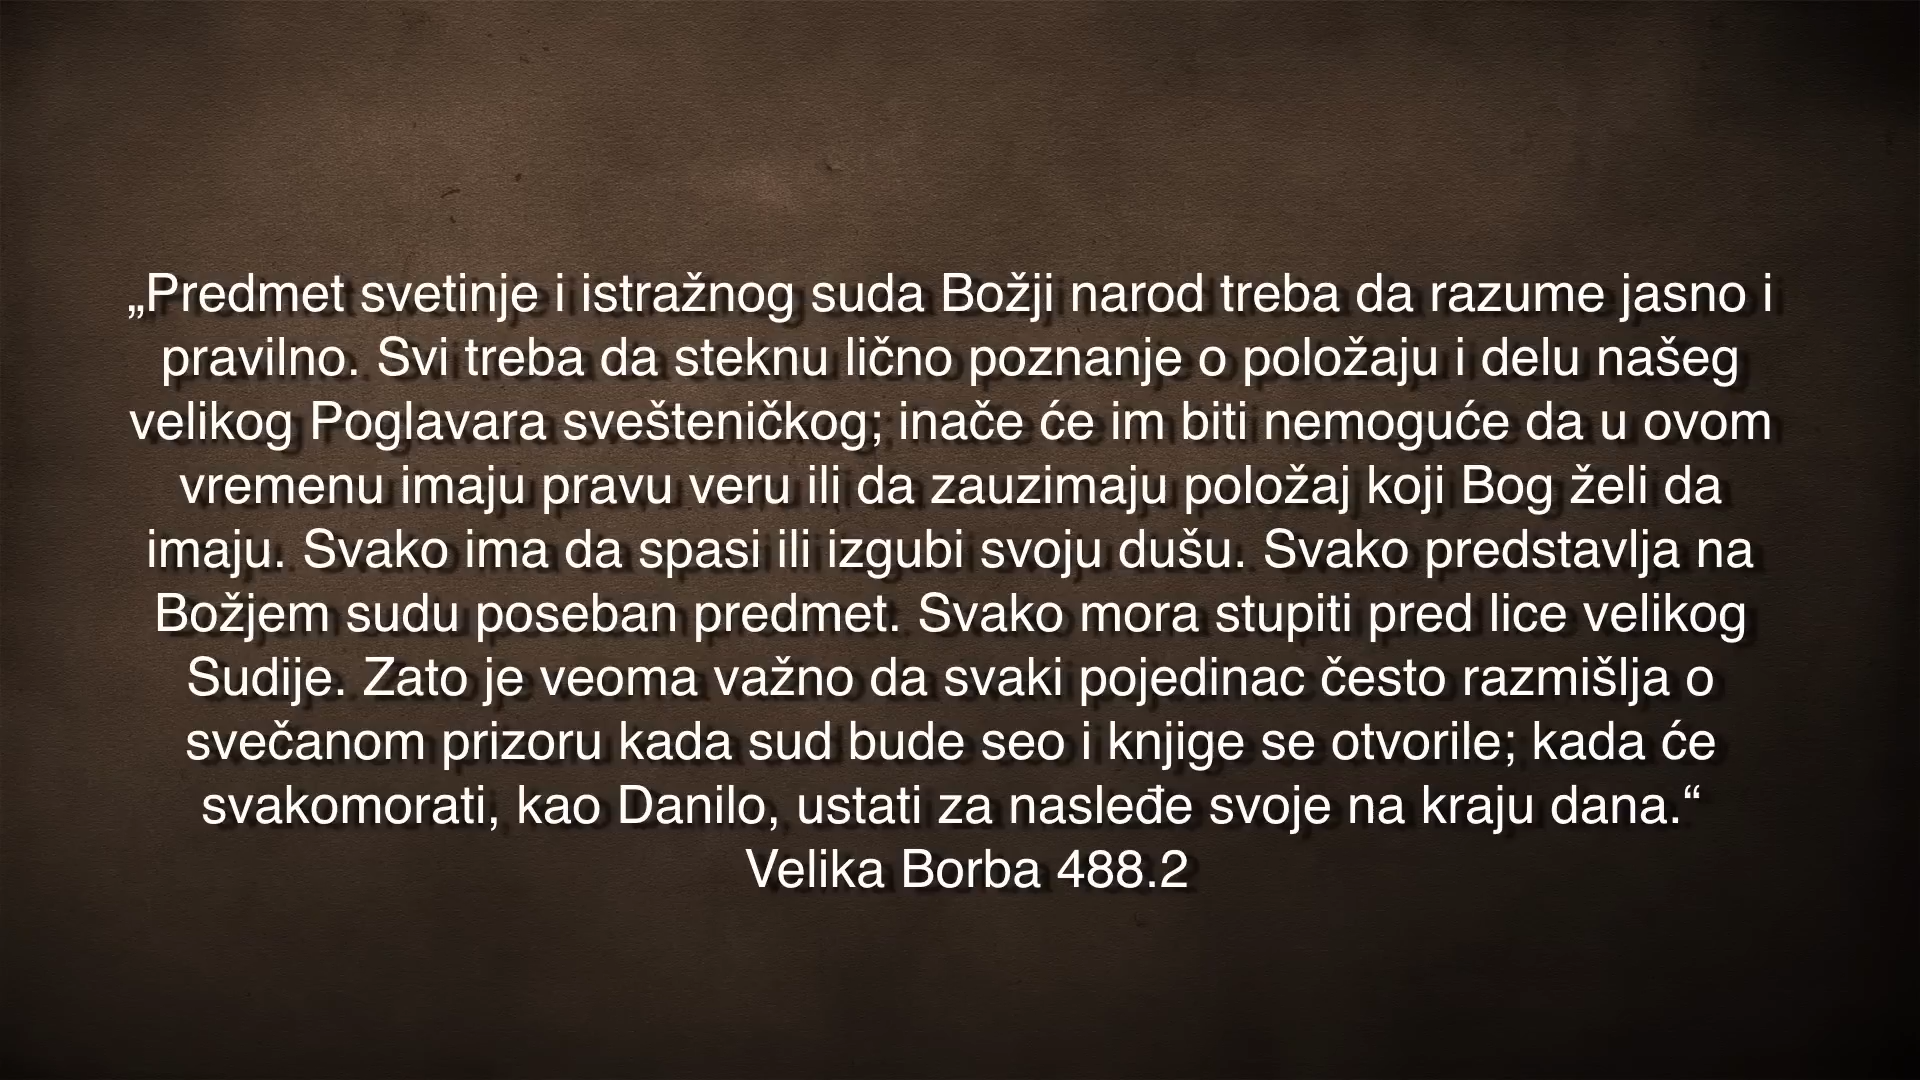 „Predmet svetinje i istražnog suda Božji narod treba da razume jasno i
pravilno. Svi treba da steknu lično poznanje o položaju i delu našeg
velikog Poglavara svešteničkog; inače će im biti nemoguće da u ovom
vremenu imaju pravu veru ili da zauzimaju položaj koji Bog želi da
imaju. Svako ima da spasi ili izgubi svoju dušu. Svako predstavlja na
Božjem sudu poseban predmet. Svako mora stupiti pred lice velikog
Sudije. Zato je veoma važno da svaki pojedinac često razmišlja o
svečanom prizoru kada sud bude seo i knjige se otvorile; kada će
svakomorati, kao Danilo, ustati za nasleđe svoje na kraju dana.“
Velika Borba 488.2